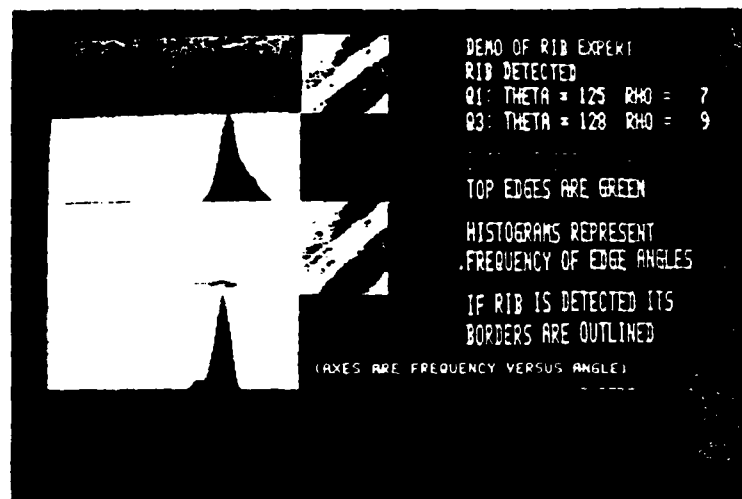 DEMO OF RIB EXPERT
RIB DETECTED
Q1: THETA = 125 RHO = 7
Q3: THETA = 128 RHO = 9
TOP EDGES ARE GREEN
HISTOGRAMS REPRESENT
FREQUENCY OF EDGE ANGLES
IF RIB IS DETECTED ITS
BORDERS ARE OUTLINED
(AXES ARE FREQUENCY VERSUS ANGLE)